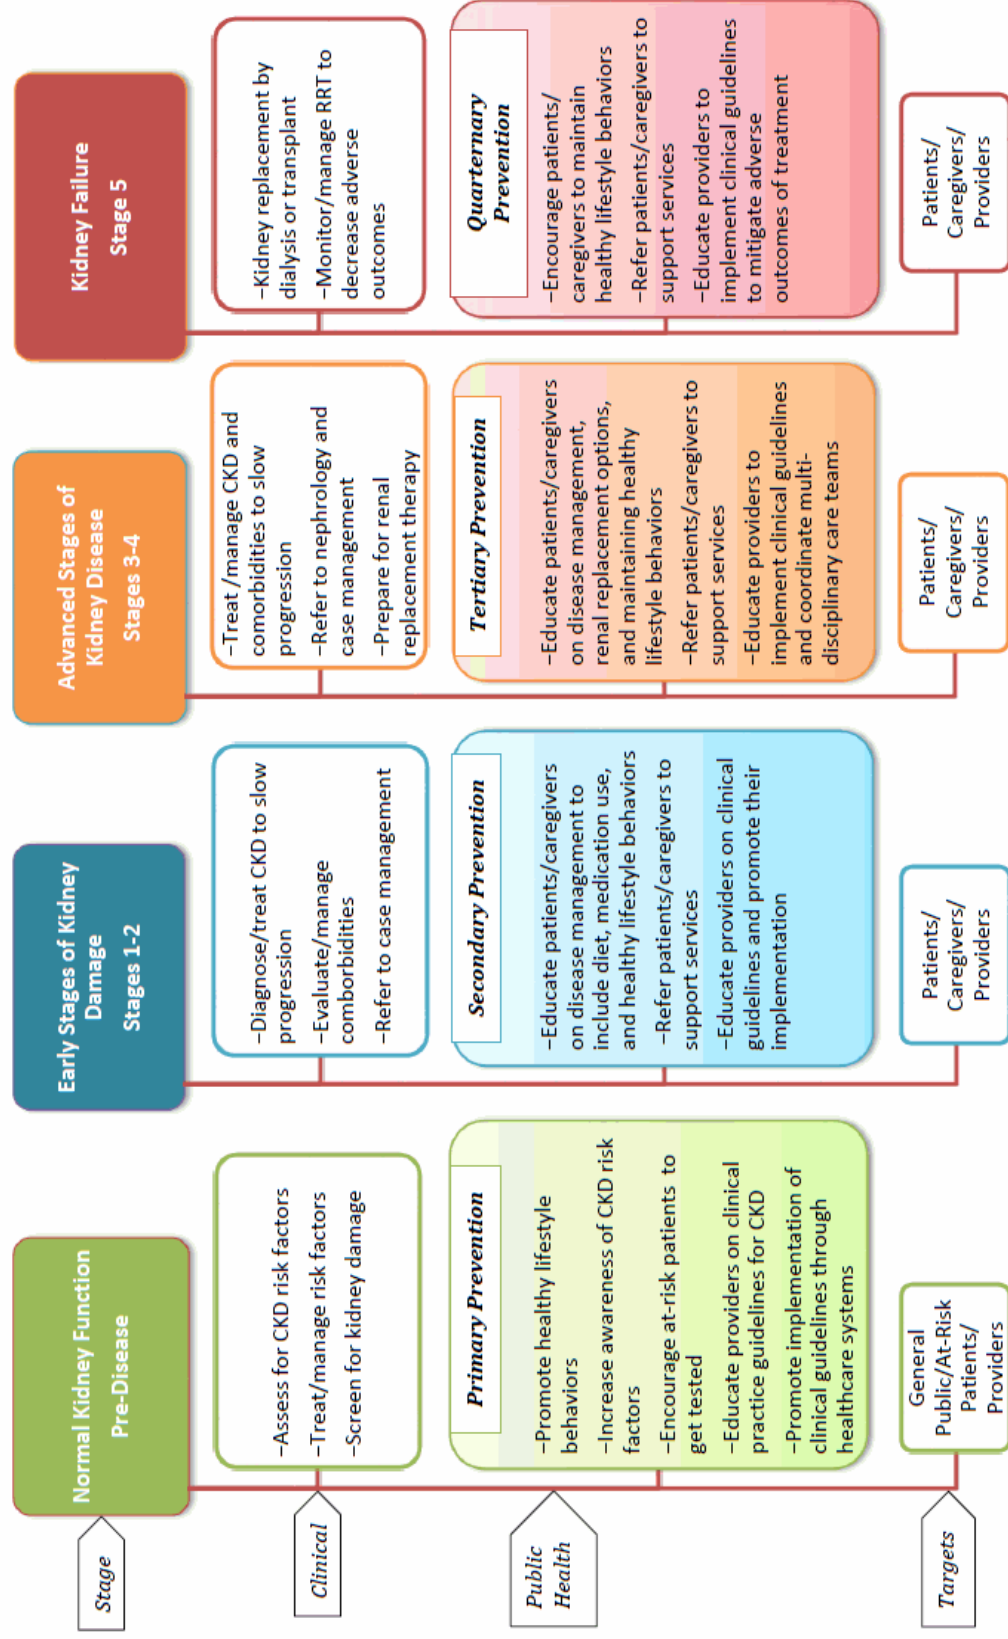 Stage
Normal Kidney Function
Pre-Disease
Early Stages of Kidney
Damage
Stages 1-2
Advanced Stages of
Kidney Disease
Stages 3-4
Kidney Failure
Stage 5
Clinical
–Assess for CKD risk factors
–Treat/manage risk factors
–Screen for kidney damage
–Diagnose/treat CKD to slow
progression
–Evaluate/manage
comborbidities
–Refer to case management
–Treat /manage CKD and
comorbidities to slow
progression
–Refer to nephrology and
case management
–Prepare for renal
replacement therapy
–Kidney replacement by
dialysis or transplant
–Monitor/manage RRT to
decrease adverse
outcomes
Public
Health
Primary Prevention
–Promote healthy lifestyle
behaviors
–Increase awareness of CKD risk
factors
–Encourage at-risk patients to
get tested
–Educate providers on clinical
practice guidelines for CKD
–Promote implementation of
clinical guidelines through
healthcare systems
Secondary Prevention
–Educate patients/caregivers
on disease management to
include diet, medication use,
and healthy lifestyle behaviors
–Refer patients/caregivers to
support services
–Educate providers on clinical
guidelines and promote their
implementation
Tertiary Prevention
–Educate patients/caregivers
on disease management,
renal replacement options,
and maintaining healthy
lifestyle behaviors
–Refer patients/caregivers to
support services
–Educate providers to
implement clinical guidelines
and coordinate multi-
disciplinary care teams
Quarternary
Prevention
–Encourage patients/
caregivers to maintain
healthy lifestyle behaviors
–Refer patients/caregivers to
support services
–Educate providers to
implement clinical guidelines
to mitigate adverse
outcomes of treatment
Targets
General
Public/At-Risk
Patients/
Providers
Patients/
Caregivers/
Providers
Patients/
Caregivers/
Providers
Patients/
Caregivers/
Providers